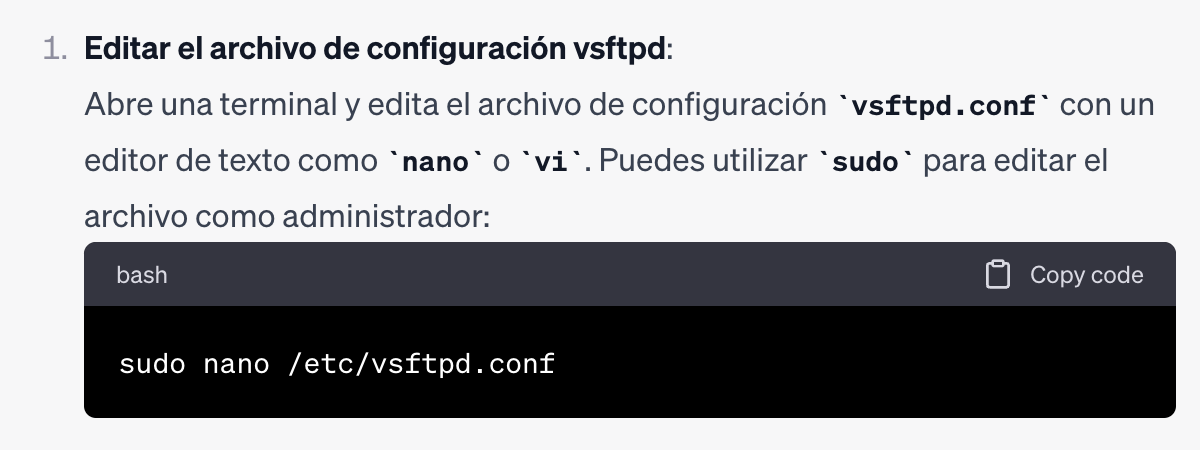 1. Editar el archivo de configuración vsftpd:
Abre una terminal y edita el archivo de configuración `vsftpd.conf` con un
editor de texto como `nano` o `vi`. Puedes utilizar `sudo` para editar el
archivo como administrador:
bash Copy code
sudo nano /etc/vsftpd.conf